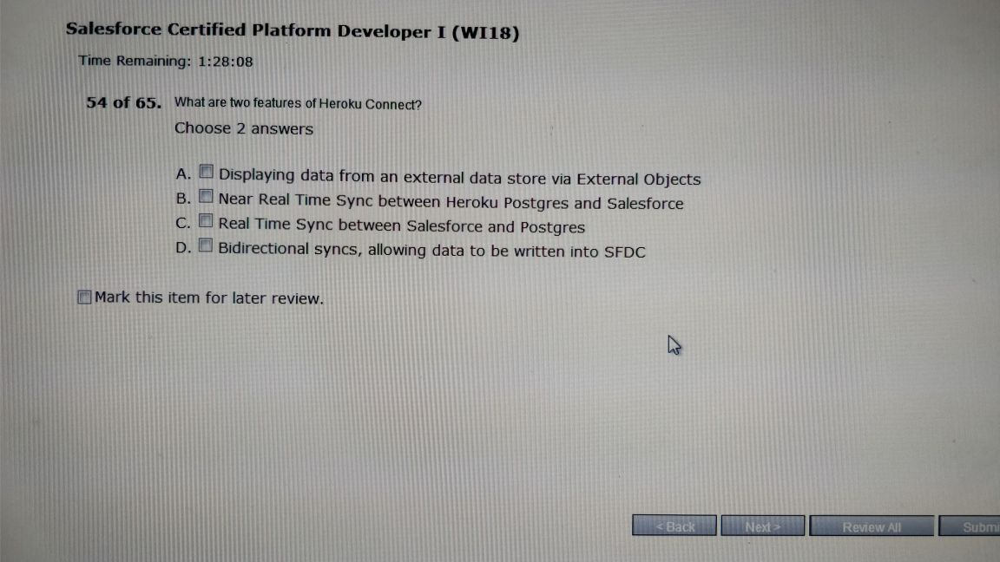 Salesforce Certified Platform Developer I (WI18)
Time Remaining: 1:28:08
54 of 65. What are two features of Heroku Connect?
Choose 2 answers
A. Displaying data from an external data store via External Objects
B. Near Real Time Sync between Heroku Postgres and Salesforce
C. Real Time Sync between Salesforce and Postgres
D. Bidirectional syncs, allowing data to be written into SFDC
Mark this item for later review.
< Back Next > Review All Submi